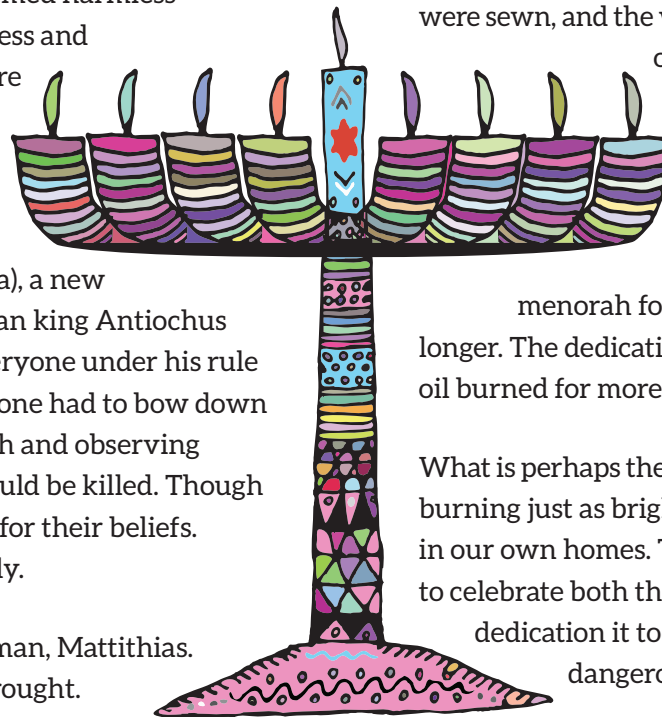 med harmless
ess and
re
a), a new
an king Antiochus
eryone under his rule
one had to bow down
h and observing
uld be killed. Though
for their beliefs.
ly.
man, Mattithias.
rought.
were sewn, and the
menorah fo
longer. The dedicati
oil burned for more
What is perhaps the
burning just as brig
in our own homes. T
to celebrate both th
dedication it to
dangero